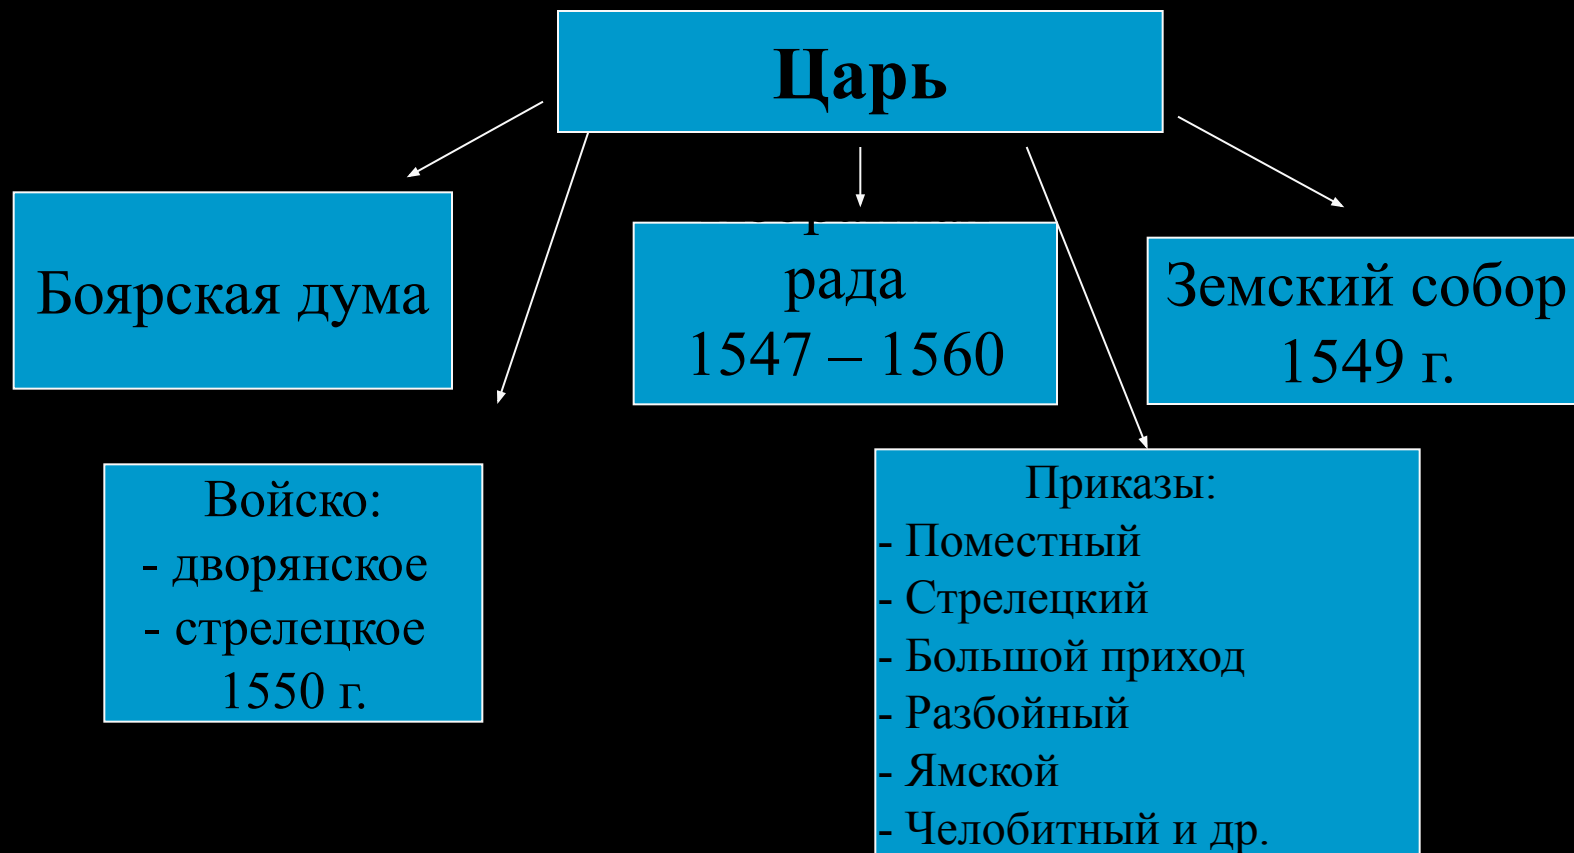 Царь
Боярская дума
рада
1547 – 1560
Земский собор
1549 г.
Войско:
- дворянское
- стрелецкое
1550 г.
Приказы:
- Поместный
- Стрелецкий
- Большой приход
- Разбойный
- Ямской
- Челобитный и др.